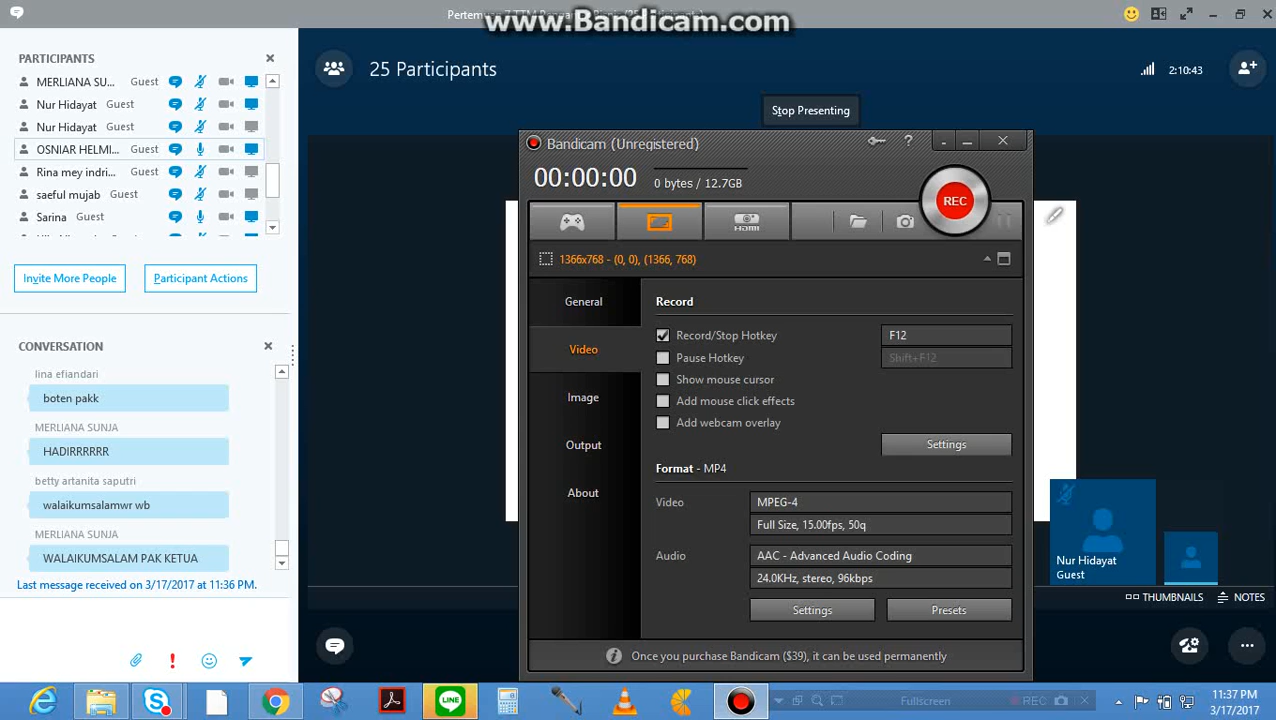 www.Bandicam.com
PARTICIPANTS
MERLIANA SU... Guest
Nur Hidayat Guest
Nur Hidayat Guest
OSNIAR HELMI... Guest
Rina mey indri... Guest
saeful mujab Guest
Sarina Guest
Invite More People
Participant Actions
CONVERSATION
lina efiandari
boten pakk
MERLIANA SUNJA
HADIRRRRRR
betty artanita saputri
walaikumsalamwr wb
MERLIANA SUNJA
WALAIKUMSALAM PAK KETUA
Last message received on 3/17/2017 at 11:36 PM.
25 Participants
2:10:43
Stop Presenting
Bandicam (Unregistered)
?
00:00:00
0 bytes / 12.7GB
REC
HDMI
1366x768 - (0, 0), (1366, 768)
General
Video
Image
Output
About
Record
Record/Stop Hotkey
F12
Pause Hotkey
Shift+F12
Show mouse cursor
Add mouse click effects
Add webcam overlay
Settings
Format - MP4
Video
MPEG-4
Full Size, 15.00fps, 50q
Audio
AAC - Advanced Audio Coding
24.0KHz, stereo, 96kbps
Settings
Presets
Once you purchase Bandicam ($39), it can be used permanently
Nur Hidayat
Guest
THUMBNAILS
NOTES
LINE
Fullscreen
REC
11:37 PM
3/17/2017